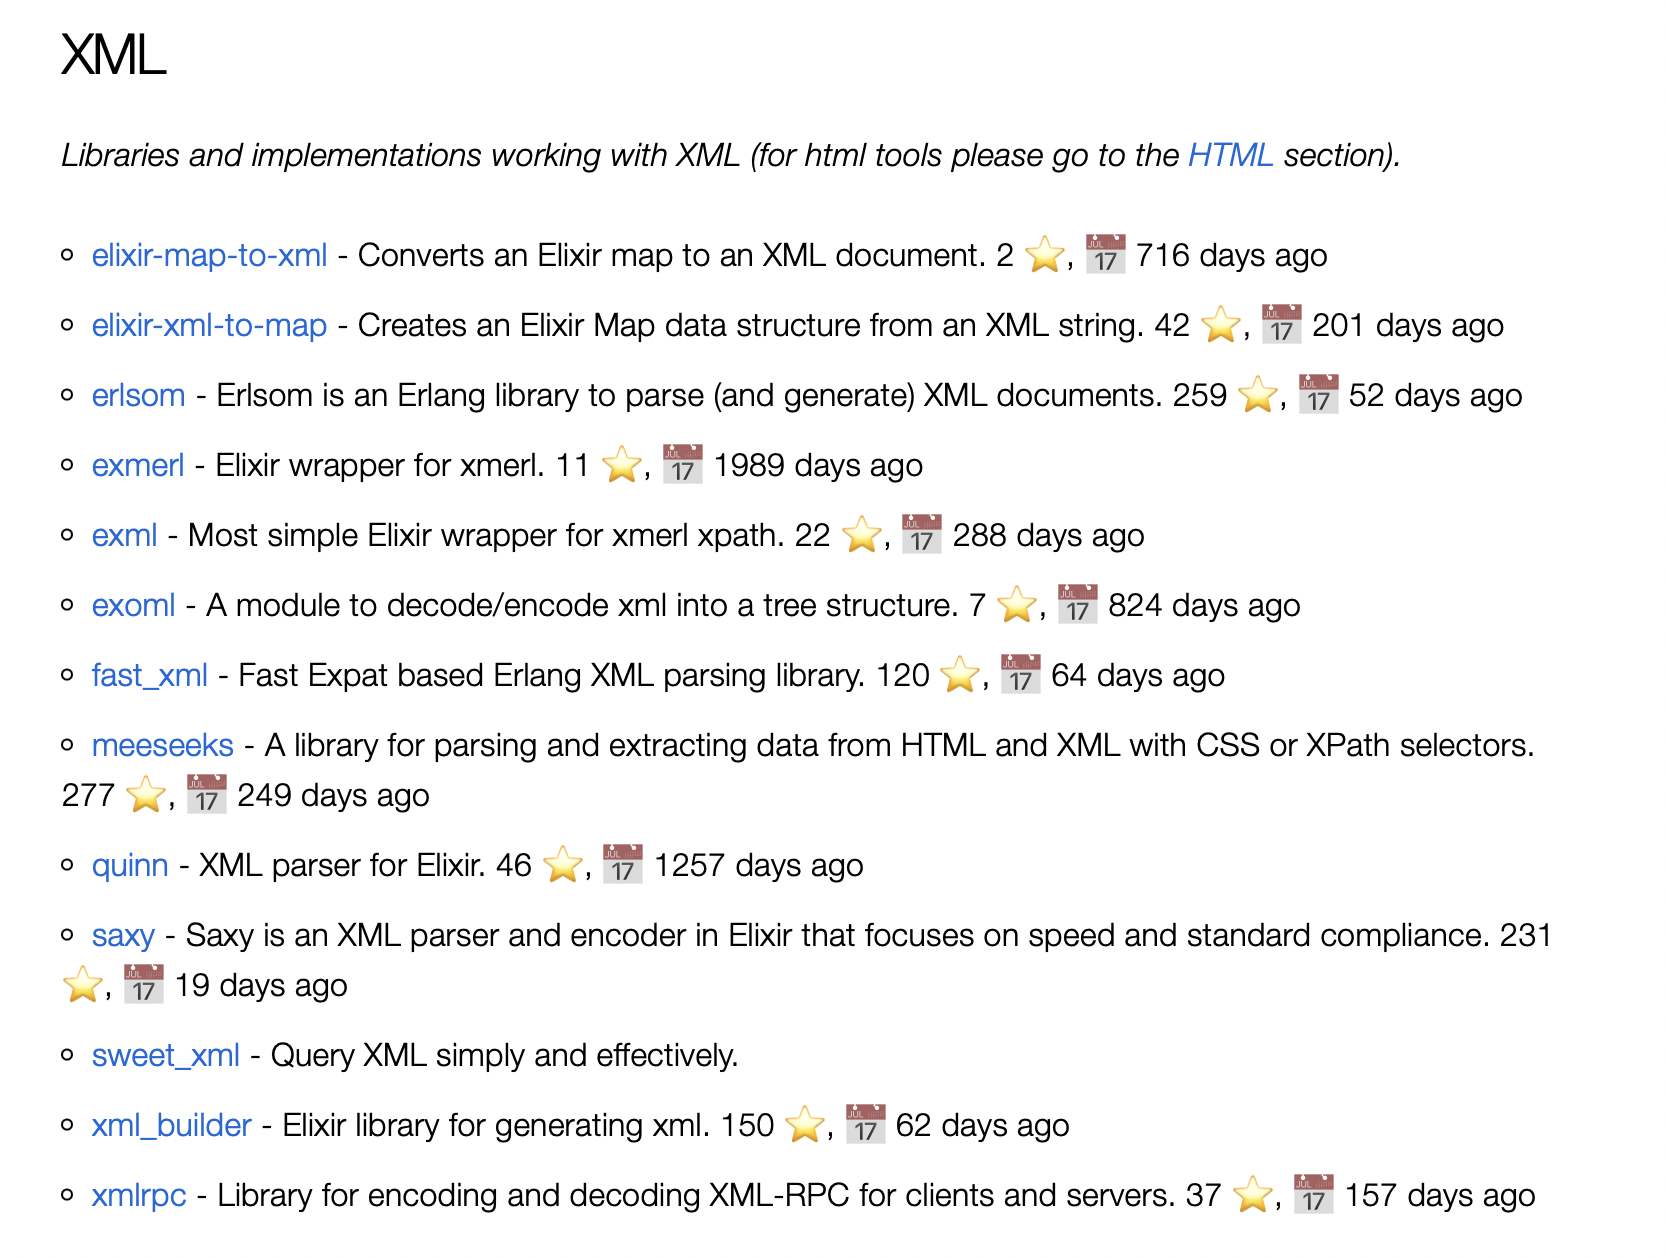 XML
Libraries and implementations working with XML (for html tools please go to the HTML section).
elixir-map-to-xml - Converts an Elixir map to an XML document. 2 ⭐, 📅 716 days ago
elixir-xml-to-map - Creates an Elixir Map data structure from an XML string. 42 ⭐, 📅 201 days ago
erlsom - Erlsom is an Erlang library to parse (and generate) XML documents. 259 ⭐, 📅 52 days ago
exmerl - Elixir wrapper for xmerl. 11 ⭐, 📅 1989 days ago
exml - Most simple Elixir wrapper for xmerl xpath. 22 ⭐, 📅 288 days ago
exoml - A module to decode/encode xml into a tree structure. 7 ⭐, 📅 824 days ago
fast_xml - Fast Expat based Erlang XML parsing library. 120 ⭐, 📅 64 days ago
meeseeks - A library for parsing and extracting data from HTML and XML with CSS or XPath selectors.
277 ⭐, 📅 249 days ago
quinn - XML parser for Elixir. 46 ⭐, 📅 1257 days ago
saxy - Saxy is an XML parser and encoder in Elixir that focuses on speed and standard compliance. 231
⭐, 📅 19 days ago
sweet_xml - Query XML simply and effectively.
xml_builder - Elixir library for generating xml. 150 ⭐, 📅 62 days ago
xmlrpc - Library for encoding and decoding XML-RPC for clients and servers. 37 ⭐, 📅 157 days ago